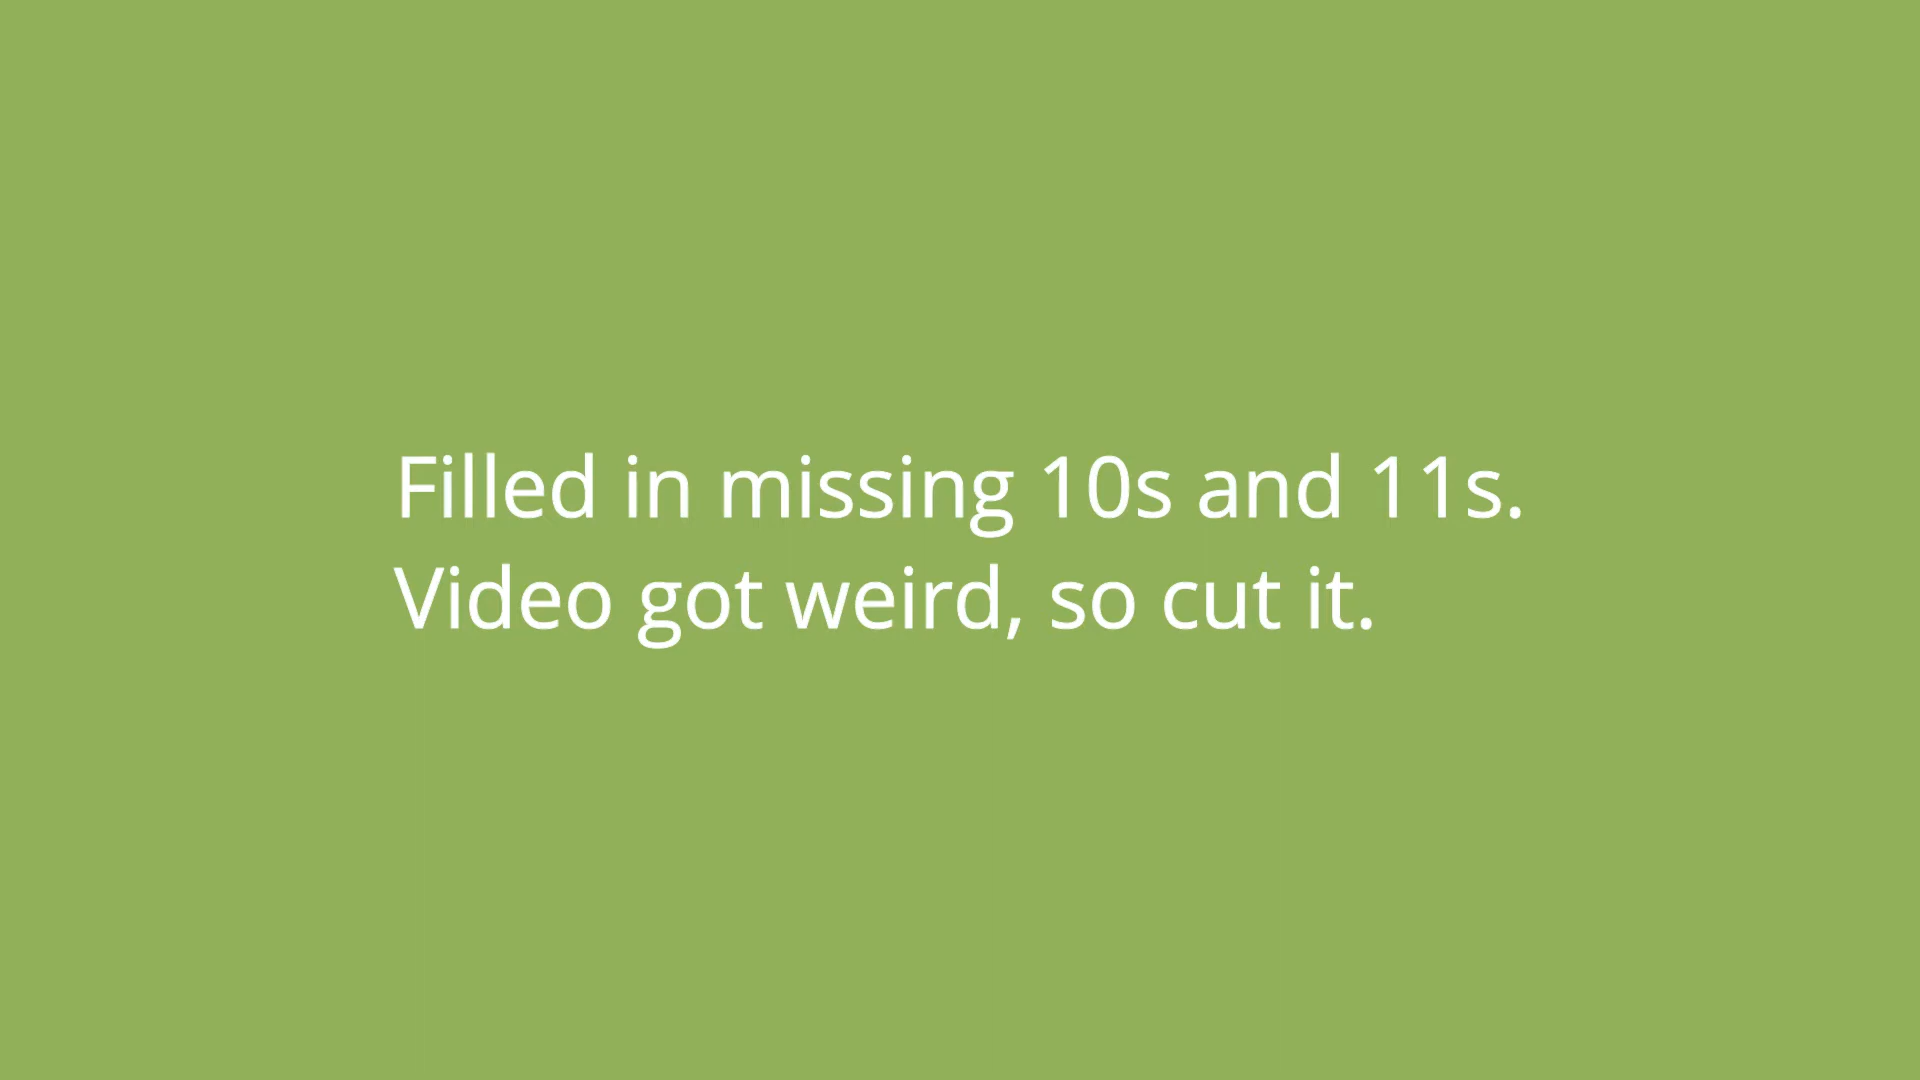 Filled in missing 10s and 11s.
Video got weird, so cut it.